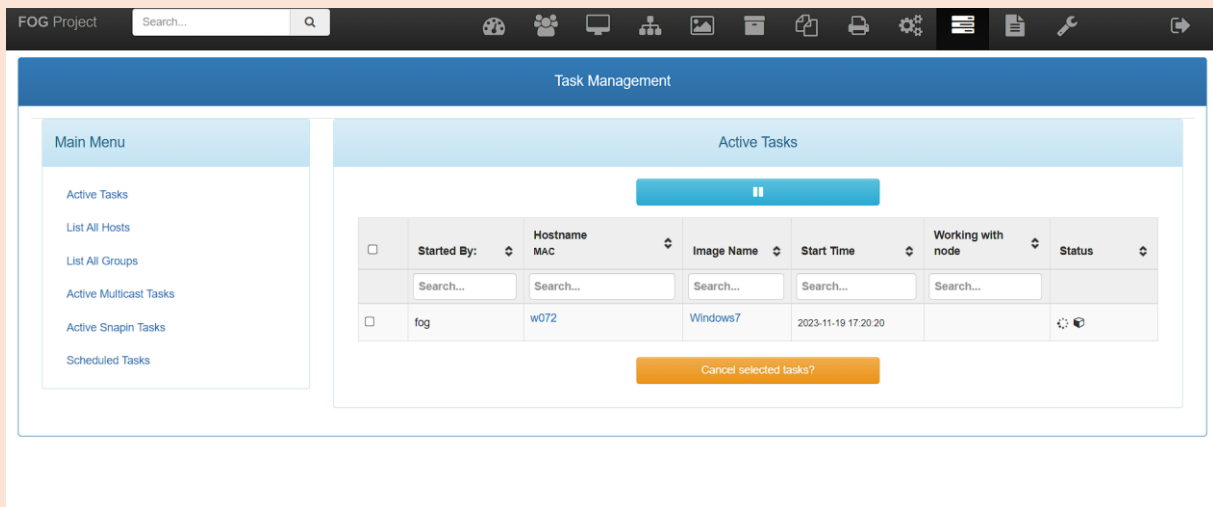 FOG Project Search...
Task Management
Main Menu
Active Tasks
List All Hosts
List All Groups
Active Multicast Tasks
Active Snapin Tasks
Scheduled Tasks
Active Tasks
Started By: Hostname MAC Image Name Start Time Working with node Status
Search... Search... Search... Search... Search...
fog w072 Windows7 2023-11-19 17:20:20
Cancel selected tasks?